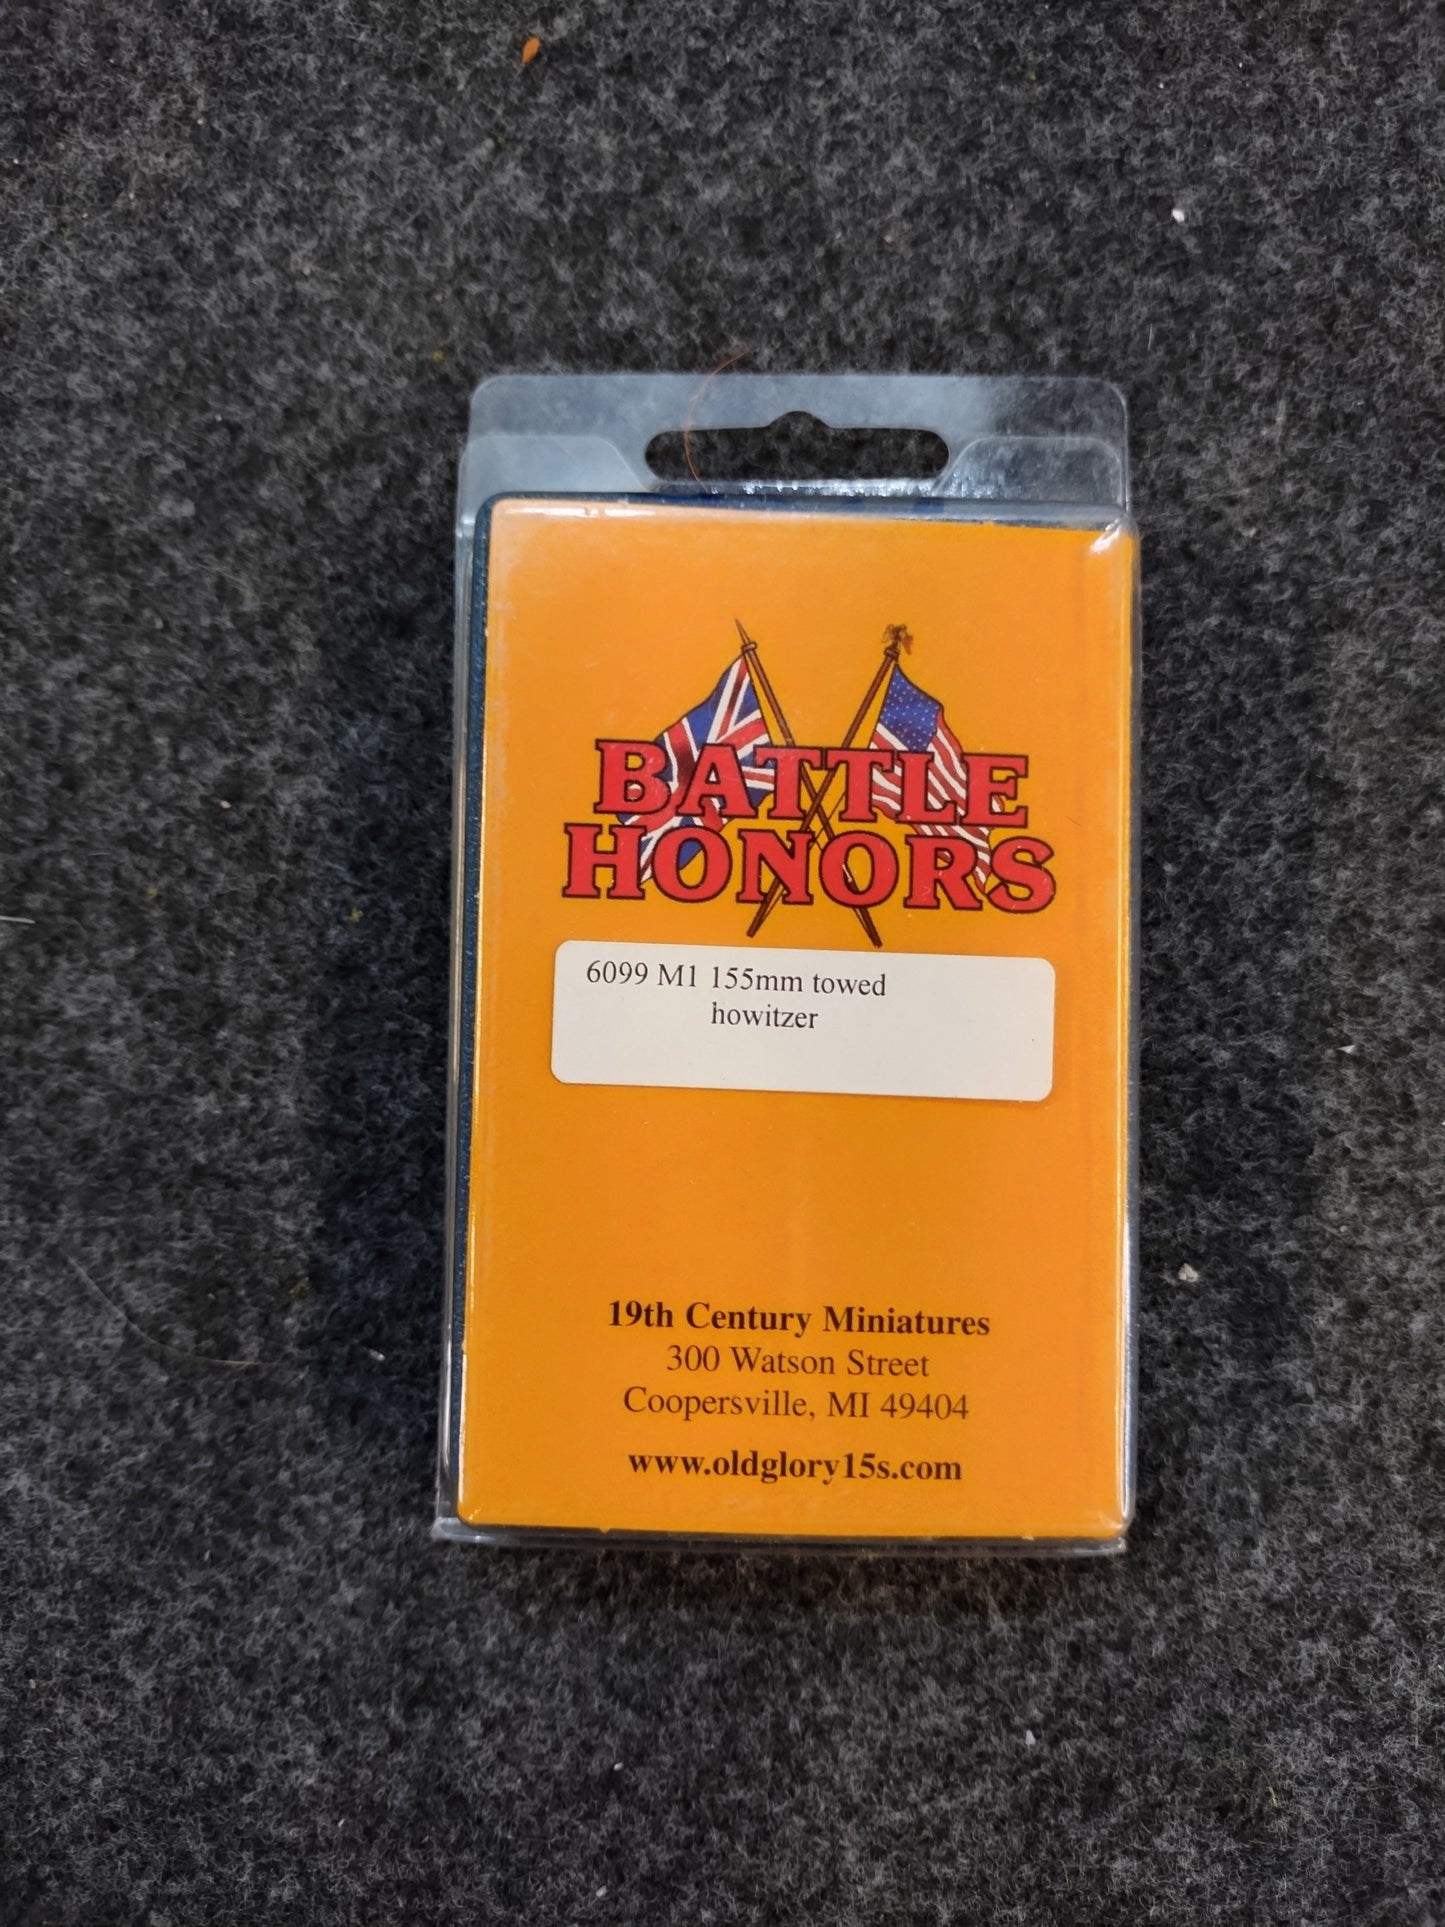 BATTLE
HONORS
6099 M1 155mm towed
howitzer
19th Century Miniatures
300 Watson Street
Coopersville, MI 49404
www.oldglory15s.com